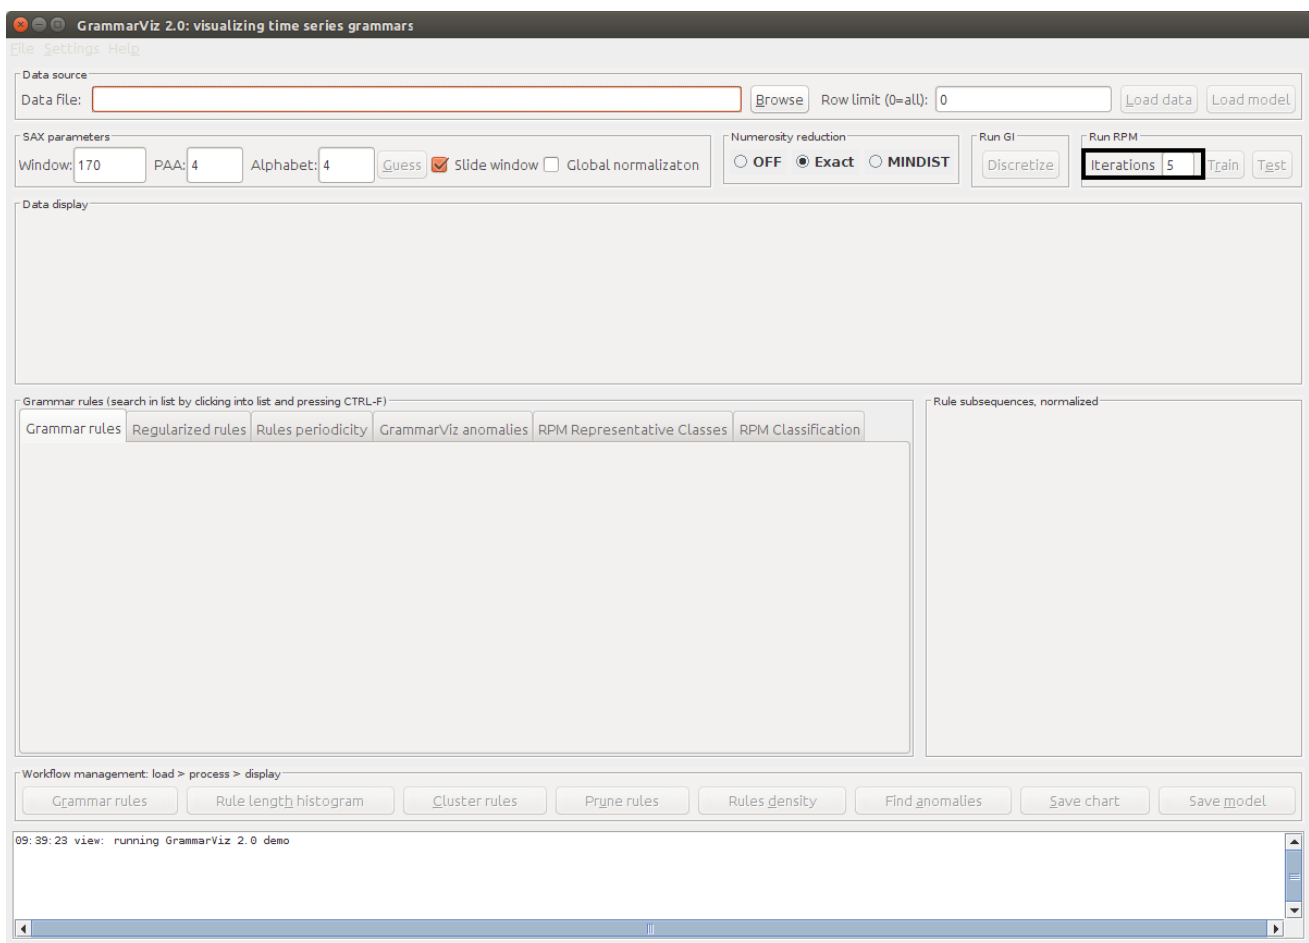 GrammarViz 2.0: visualizing time series grammars
File Settings Help
Data source
Data file: Browse Row limit (0=all): 0 Load data Load model
SAX parameters Numerosity reduction Run GI Run RPM
Window: 170 PAA: 4 Alphabet: 4 Guess Slide window Global normalizaton OFF Exact MINDIST Discretize Iterations 5 Train Test
Data display
Grammar rules (search in list by clicking into list and pressing CTRL-F) Rule subsequences, normalized
Grammar rules Regularized rules Rules periodicity GrammarViz anomalies RPM Representative Classes RPM Classification
Workflow management: load > process > display
Grammar rules Rule length histogram Cluster rules Prune rules Rules density Find anomalies Save chart Save model
09:39:23 view: running GrammarViz 2.0 demo